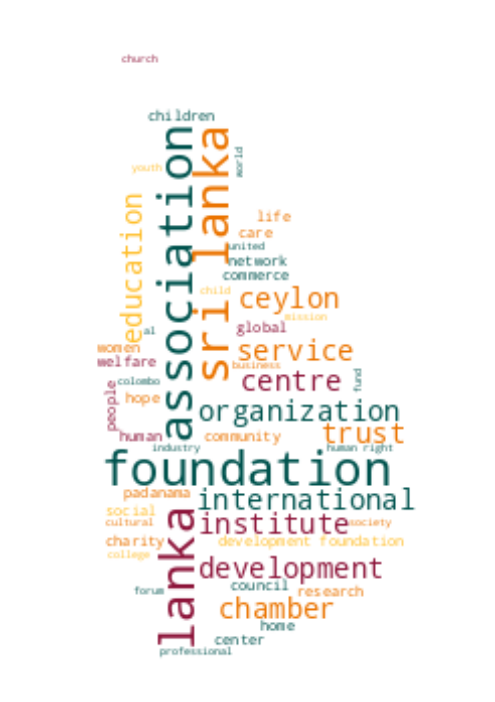 church
children
association
sri lanka
world
youth
education
life
care
united
network
commerce
child
ceylon
mission
global
al
women
welfare
service
business
centre
fund
colombo
people
hope
organization
trust
human
community
industry
human right
foundation
padanama
international
social
cultural
institute
society
charity
development foundation
college
lanka
development
forum
council
research
chamber
home
center
professional